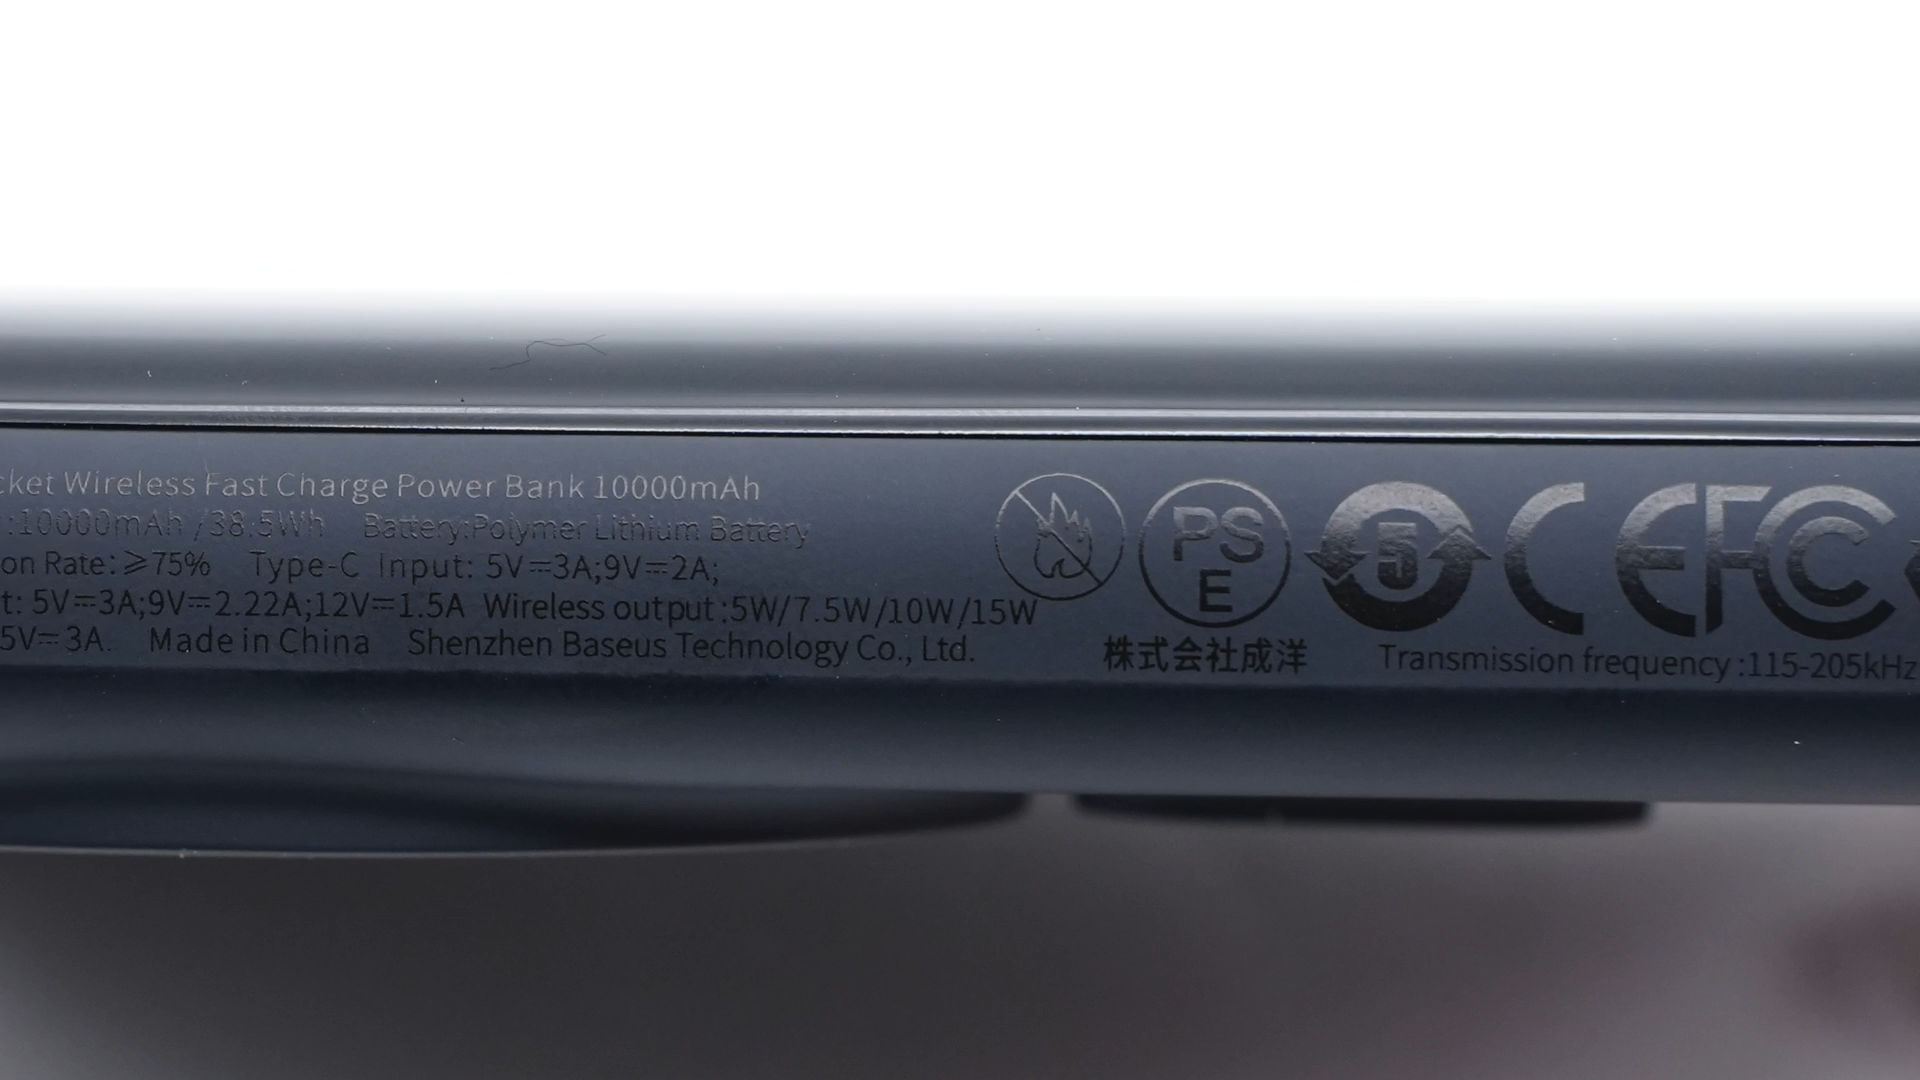 Wireless Fast Charge Power Bank 10000mAh
:10000mAh /38.5Wh Battery:Polymer Lithium Battery
Rate:≥75% Type-C Input: 5V⎓3A;9V⎓2A;
5V⎓3A;9V⎓2.22A;12V⎓1.5A Wireless output:5W/7.5W/10W/15W
5V⎓3A. Made in China Shenzhen Baseus Technology Co., Ltd.
PS
E
5
CE FC
株式会社成洋
Transmission frequency:115-205kHz